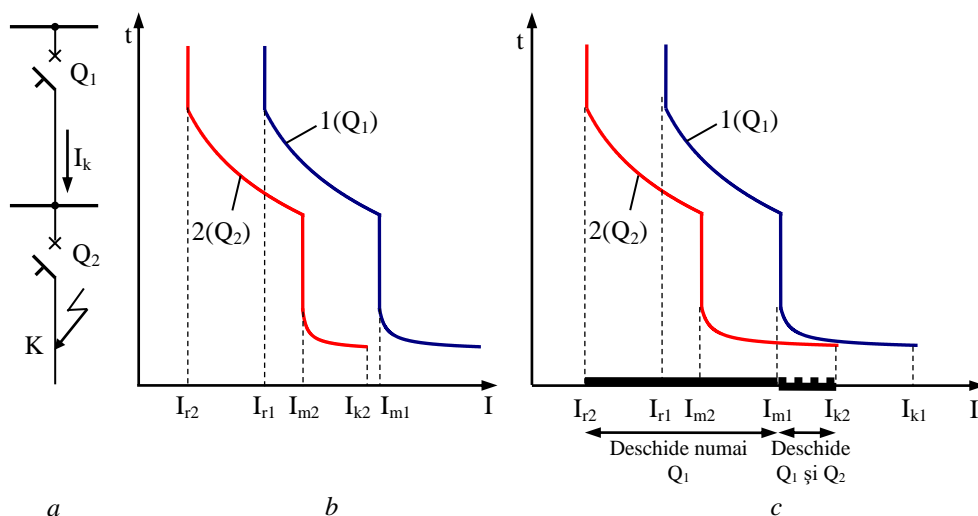 Q1
Ik
Q2
K
a
t
1(Q1)
2(Q2)
Ir2 Ir1 Im2 Ik2 Im1 I
b
t
1(Q1)
2(Q2)
Ir2 Ir1 Im2 Im1 Ik2 Ik1 I
Deschide numai
Q1
Deschide
Q1 şi Q2
c